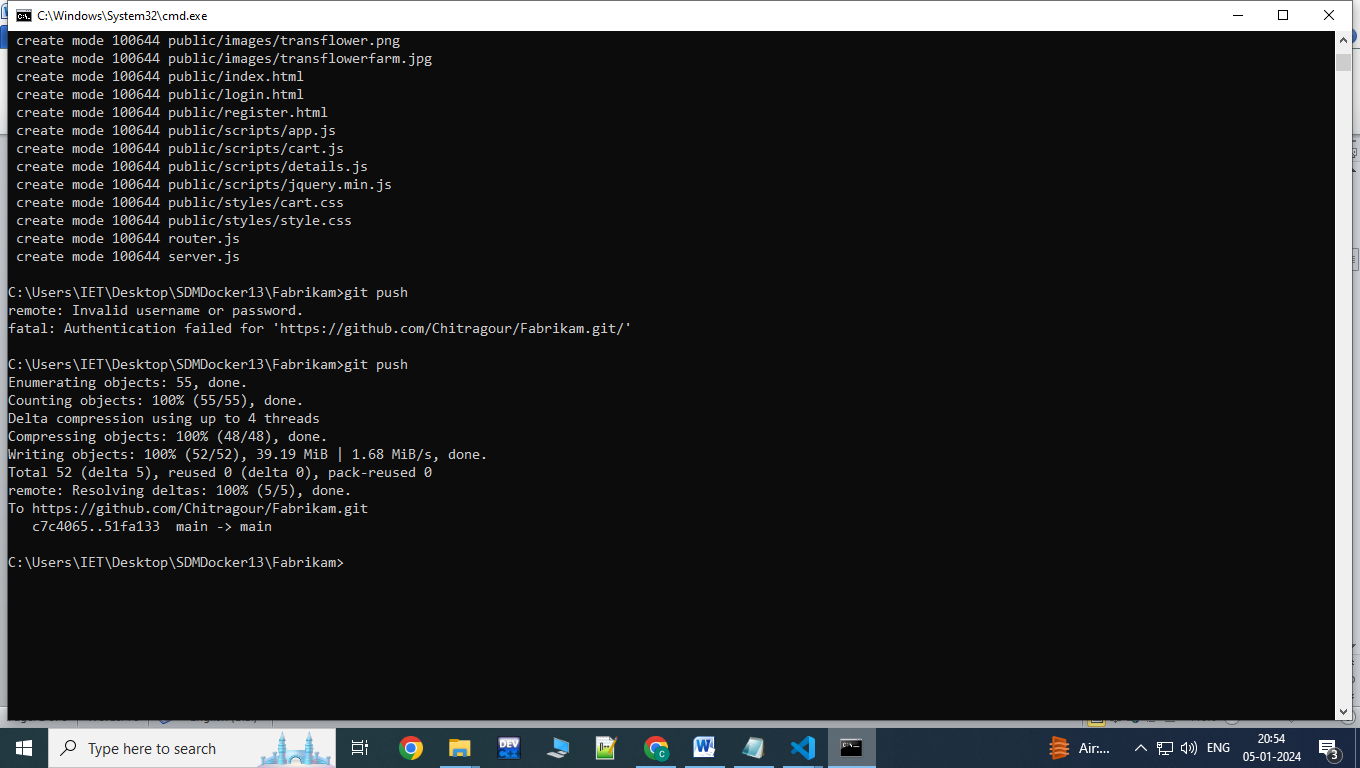 C:\Windows\System32\cmd.exe
create mode 100644 public/images/transflower.png
create mode 100644 public/images/transflowerfarm.jpg
create mode 100644 public/index.html
create mode 100644 public/login.html
create mode 100644 public/register.html
create mode 100644 public/scripts/app.js
create mode 100644 public/scripts/cart.js
create mode 100644 public/scripts/details.js
create mode 100644 public/scripts/jquery.min.js
create mode 100644 public/styles/cart.css
create mode 100644 public/styles/style.css
create mode 100644 router.js
create mode 100644 server.js
C:\Users\IET\Desktop\SDMDocker13\Fabrikam>git push
remote: Invalid username or password.
fatal: Authentication failed for 'https://github.com/Chitragour/Fabrikam.git/'
C:\Users\IET\Desktop\SDMDocker13\Fabrikam>git push
Enumerating objects: 55, done.
Counting objects: 100% (55/55), done.
Delta compression using up to 4 threads
Compressing objects: 100% (48/48), done.
Writing objects: 100% (52/52), 39.19 MiB | 1.68 MiB/s, done.
Total 52 (delta 5), reused 0 (delta 0), pack-reused 0
remote: Resolving deltas: 100% (5/5), done.
To https://github.com/Chitragour/Fabrikam.git
c7c4065..51fa133  main -> main
C:\Users\IET\Desktop\SDMDocker13\Fabrikam>
Type here to search
DEV
Air:...
ENG
20:54
05-01-2024
3